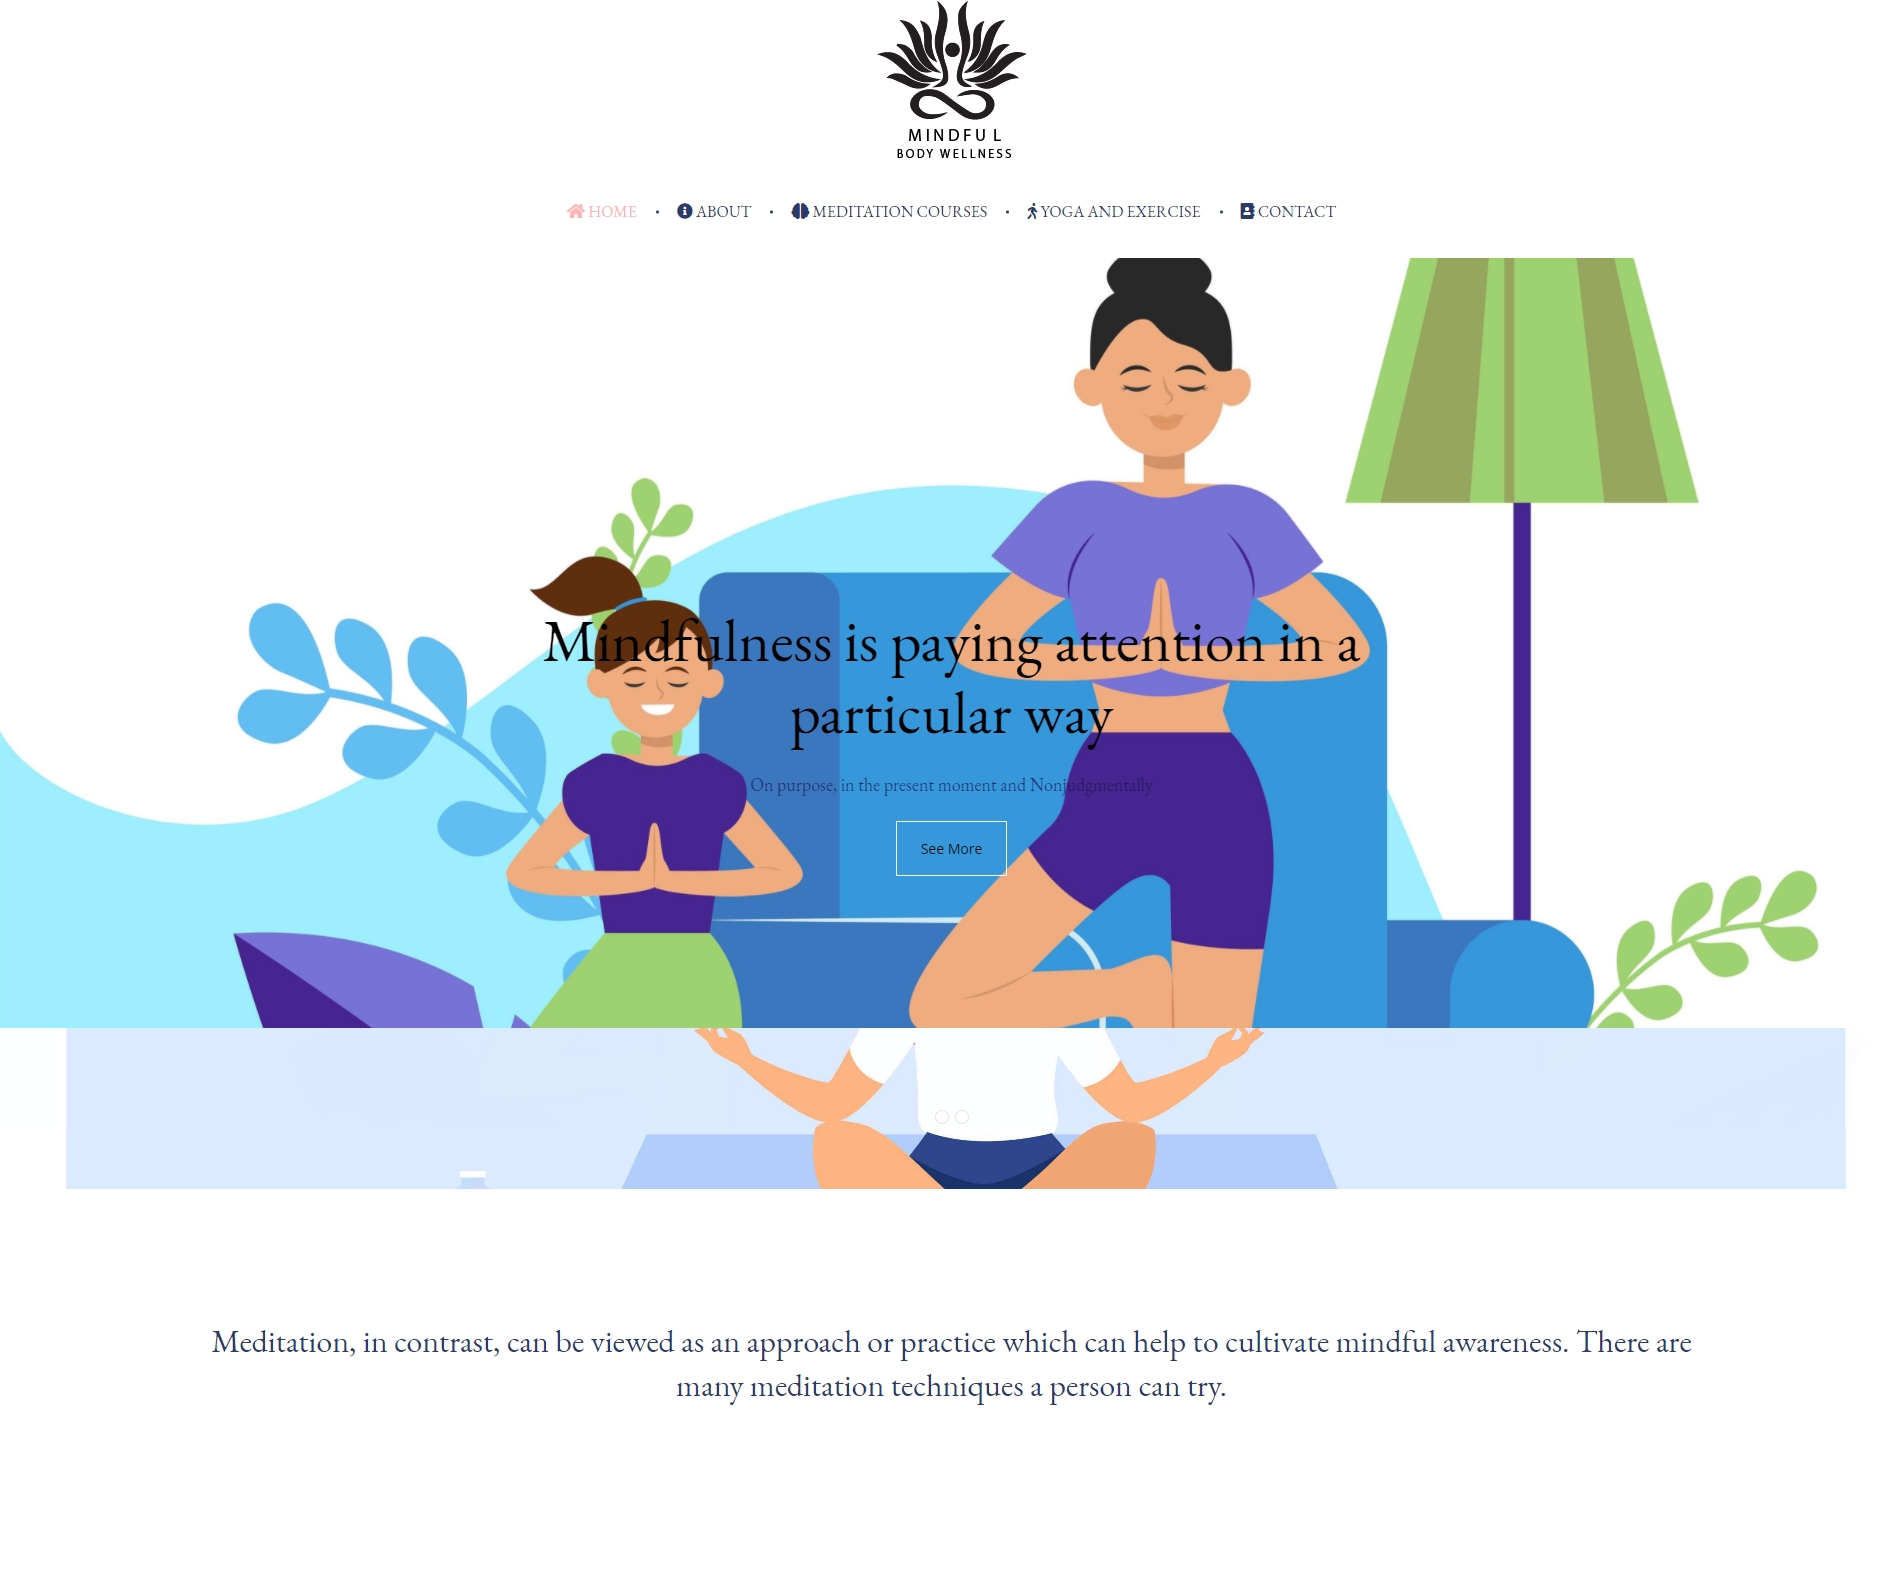 MINDFUL
BODY WELLNESS
HOME • ABOUT • MEDITATION COURSES • YOGA AND EXERCISE • CONTACT
Mindfulness is paying attention in a
particular way
On purpose, in the present moment and Nonjudgmentally
See More
Meditation, in contrast, can be viewed as an approach or practice which can help to cultivate mindful awareness. There are
many meditation techniques a person can try.